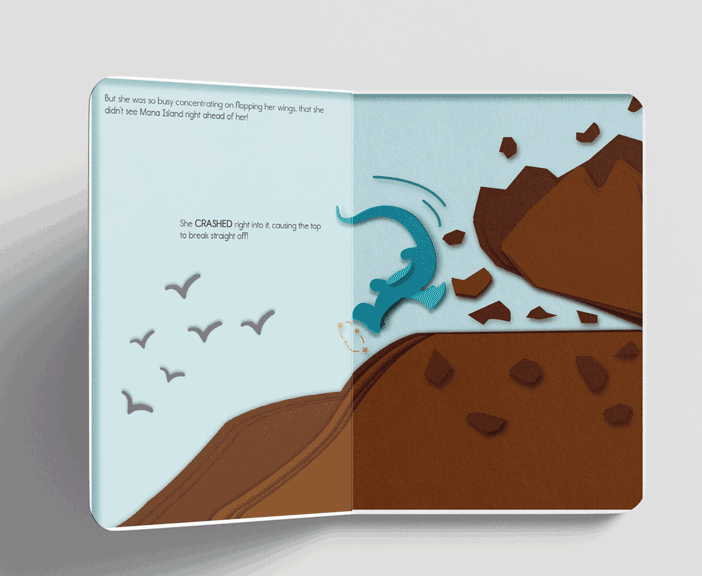 But she was so busy concentrating on flapping her wings, that she
didn't see Mana Island right ahead of her!
She CRASHED right into it, causing the top
to break straight off!